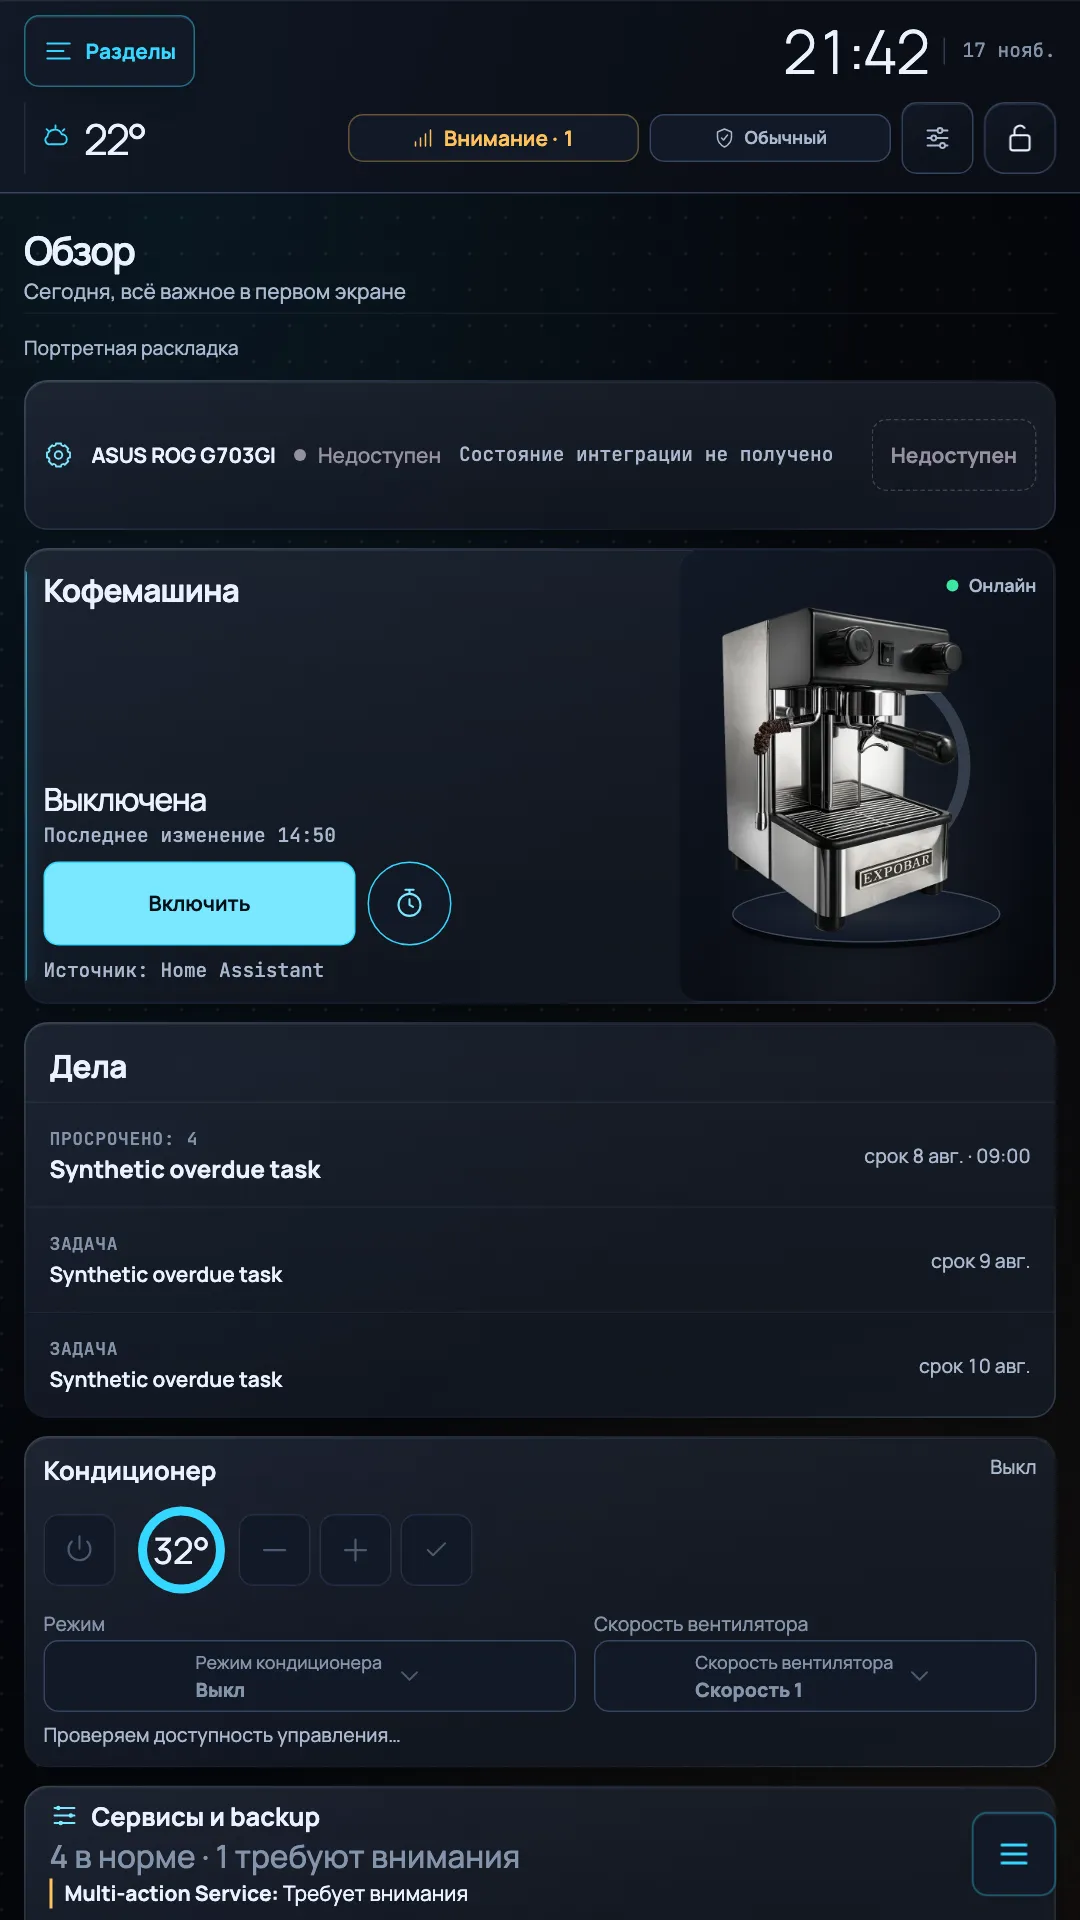 Разделы
21:42
17 нояб.
22°
Внимание · 1
Обычный
Обзор
Сегодня, всё важное в первом экране
Портретная раскладка
ASUS ROG G703GI
Недоступен
Состояние интеграции не получено
Недоступен
Кофемашина
Онлайн
EXPOBAR
Выключена
Последнее изменение 14:50
Включить
Источник: Home Assistant
Дела
ПРОСРОЧЕНО: 4
Synthetic overdue task
срок 8 авг. · 09:00
ЗАДАЧА
Synthetic overdue task
срок 9 авг.
ЗАДАЧА
Synthetic overdue task
срок 10 авг.
Кондиционер
Выкл
32°
Режим
Скорость вентилятора
Режим кондиционера
Выкл
Скорость вентилятора
Скорость 1
Проверяем доступность управления…
Сервисы и backup
4 в норме · 1 требуют внимания
Multi-action Service: Требует внимания